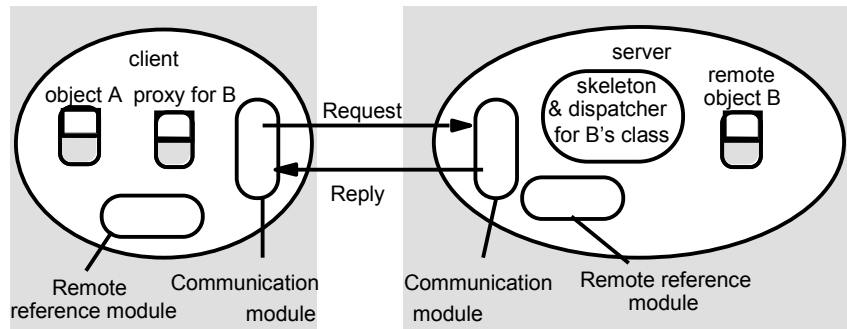 client
object A
proxy for B
Request
Reply
Remote
reference module
Communication
module
server
skeleton
& dispatcher
for B's class
remote
object B
Communication
module
Remote reference
module